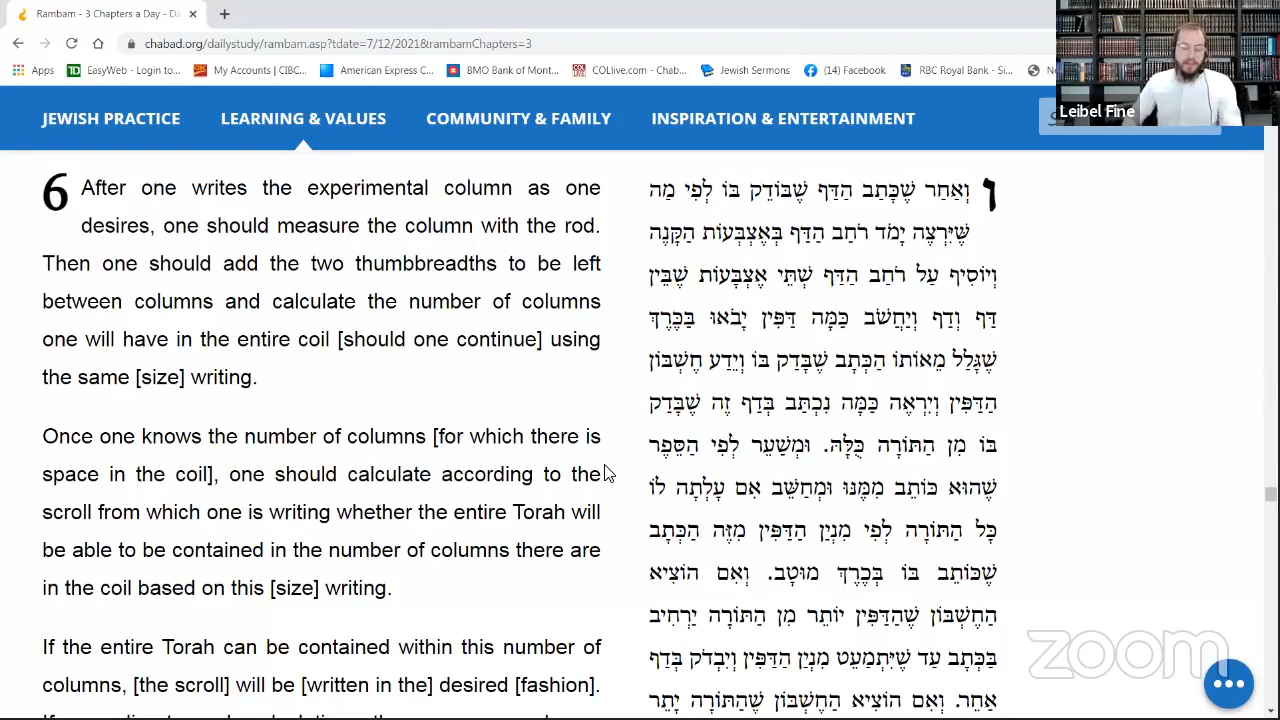 Rambam - 3 Chapters a Day - Da
chabad.org/dailystudy/rambam.asp?tdate=7/12/2021&rambamChapters=3
Apps EasyWeb - Login to... My Accounts | CIBC... American Express C... BMO Bank of Mont... COLlive.com - Chab... Jewish Sermons (14) Facebook RBC Royal Bank - Si...
Leibel Fine
JEWISH PRACTICE LEARNING & VALUES COMMUNITY & FAMILY INSPIRATION & ENTERTAINMENT
6 After one writes the experimental column as one
desires, one should measure the column with the rod.
Then one should add the two thumbbreadths to be left
between columns and calculate the number of columns
one will have in the entire coil [should one continue] using
the same [size] writing.
Once one knows the number of columns [for which there is
space in the coil], one should calculate according to the
scroll from which one is writing whether the entire Torah will
be able to be contained in the number of columns there are
in the coil based on this [size] writing.
If the entire Torah can be contained within this number of
columns, [the scroll] will be [written in the] desired [fashion].
ו וְאַחַר שֶׁכָּתַב הַדַּף שֶׁבּוֹדֵק בּוֹ לְפִי מַה
שֶּׁיִּרְצֶה יָמֹד רֹחַב הַדַּף בְּאֶצְבְּעוֹת הַקָּנֶה
וְיוֹסִיף עַל רֹחַב הַדַּף שְׁתֵּי אֶצְבָּעוֹת שֶׁבֵּין
דַּף וְדַף וְיַחֲשֹׁב כַּמָּה דַּפִּין יָבֹאוּ בַּכֶּרֶךְ
שֶׁגָּלַל מֵאוֹתוֹ הַכְּתָב שֶׁבָּדַק בּוֹ וְיֵדַע חֶשְׁבּוֹן
הַדַּפִּין וְיִרְאֶה כַּמָּה נִכְתַּב בְּדַף זֶה שֶׁבָּדַק
בּוֹ מִן הַתּוֹרָה כֻּלָּהּ. וּמְשַׁעֵר לְפִי הַסֵּפֶר
שֶׁהוּא כּוֹתֵב מִמֶּנּוּ וּמְחַשֵּׁב אִם עָלְתָה לוֹ
כָּל הַתּוֹרָה לְפִי מִנְיַן הַדַּפִּין מִזֶּה הַכְּתָב
שֶׁכּוֹתֵב בּוֹ בְּכֶרֶךְ מוּטָב. וְאִם הוֹצִיא
הַחֶשְׁבּוֹן שֶׁהַדַּפִּין יוֹתֵר מִן הַתּוֹרָה יַרְחִיב
בַּכְּתָב עַד שֶׁיִּתְמַעֵט מִנְיַן הַדַּפִּין וְיִבְדֹּק בְּדַף
אַחֵר. וְאִם הוֹצִיא הַחֶשְׁבּוֹן שֶׁהַתּוֹרָה יָתֵר
zoom